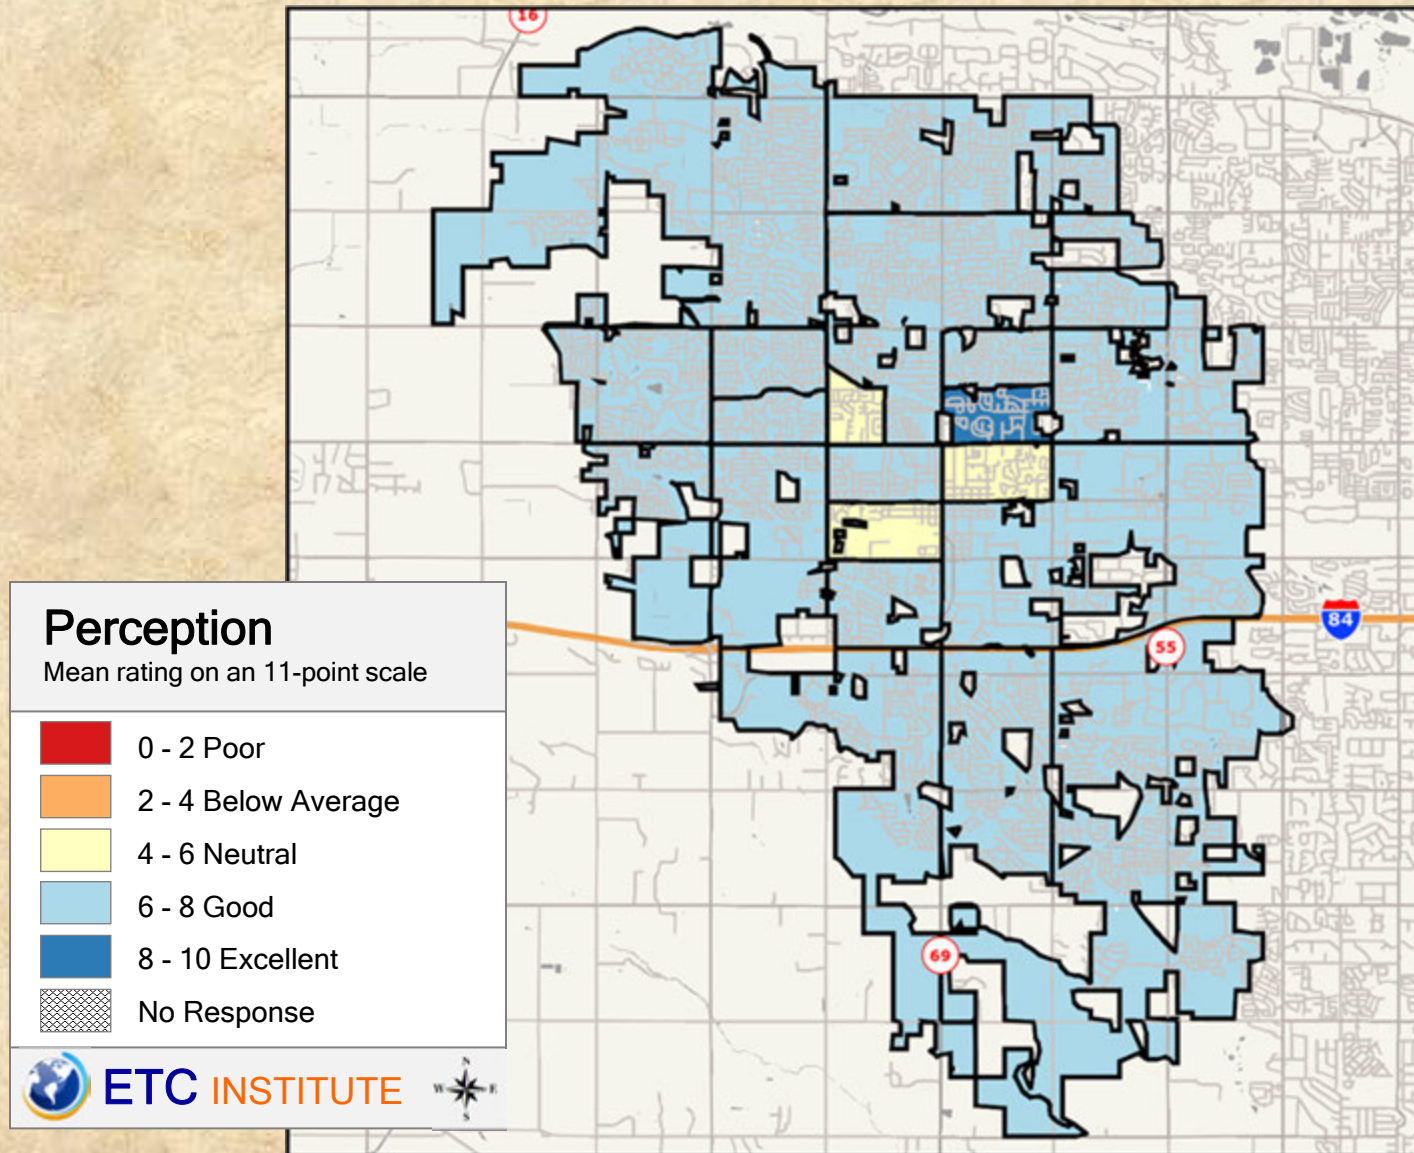 16
84
55
69
Perception
Mean rating on an 11-point scale
0 - 2 Poor
2 - 4 Below Average
4 - 6 Neutral
6 - 8 Good
8 - 10 Excellent
No Response
ETC INSTITUTE
N
W E
S